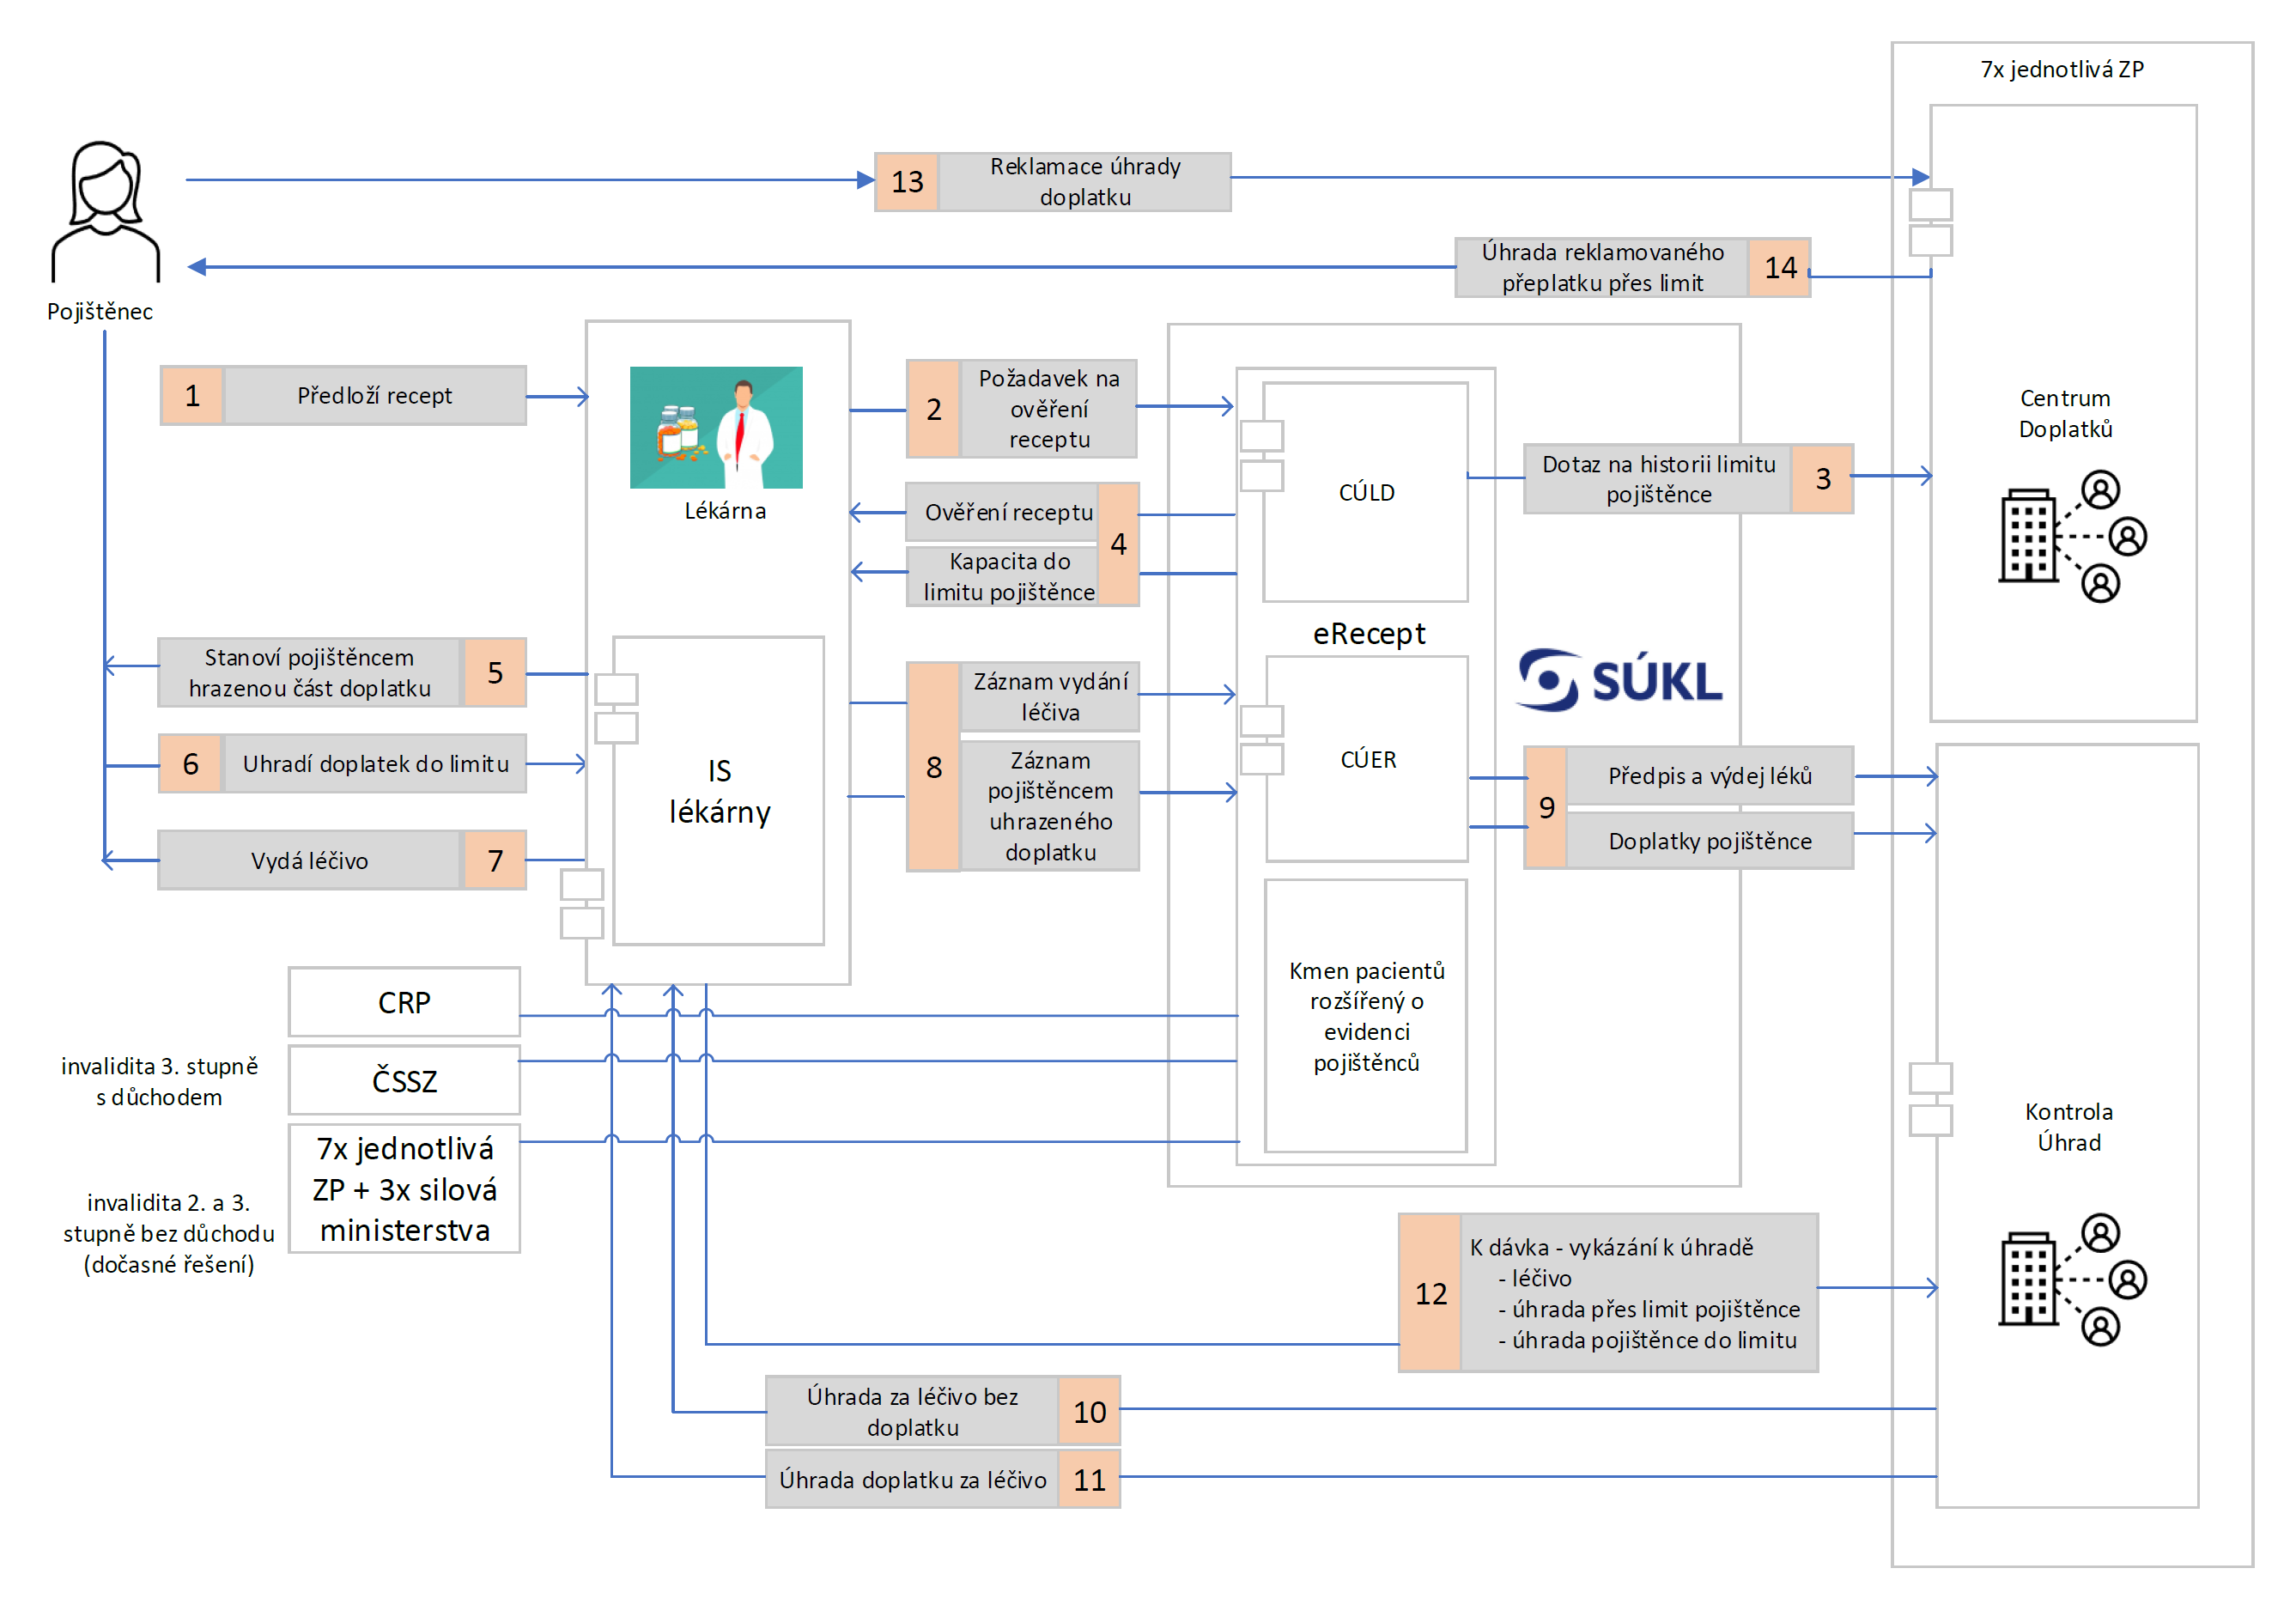 7x jednotlivá ZP
13
Reklamace úhrady
doplatku
Úhrada reklamovaného
přeplatku přes limit
14
Pojištěnec
1
Předloží recept
Lékárna
2
Požadavek na
ověření
receptu
Ověření receptu
4
Kapacita do
limitu pojištěnce
CÚLD
Dotaz na historii limitu
pojištěnce
3
Centrum
Doplatků
eRecept
SÚKL
Stanoví pojištěncem
hrazenou část doplatku
5
6
Uhradí doplatek do limitu
Vydá léčivo
7
IS
lékárny
8
Záznam vydání
léčiva
Záznam
pojištěncem
uhrazeného
doplatku
CÚER
9
Předpis a výdej léků
Doplatky pojištěnce
Kmen pacientů
rozšířený o
evidenci
pojištěnců
CRP
invalidita 3. stupně
s důchodem
ČSSZ
invalidita 2. a 3.
stupně bez důchodu
(dočasné řešení)
7x jednotlivá
ZP + 3x silová
ministerstva
Kontrola
Úhrad
12
K dávka - vykázání k úhradě
- léčivo
- úhrada přes limit pojištěnce
- úhrada pojištěnce do limitu
Úhrada za léčivo bez
doplatku
10
Úhrada doplatku za léčivo
11